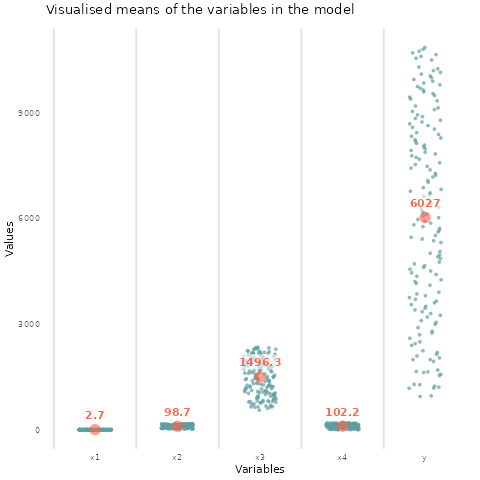 Visualised means of the variables in the model
9000
6000
3000
0
Values
6027
1496.3
2.7
98.7
102.2
x1
x2
x3
x4
y
Variables